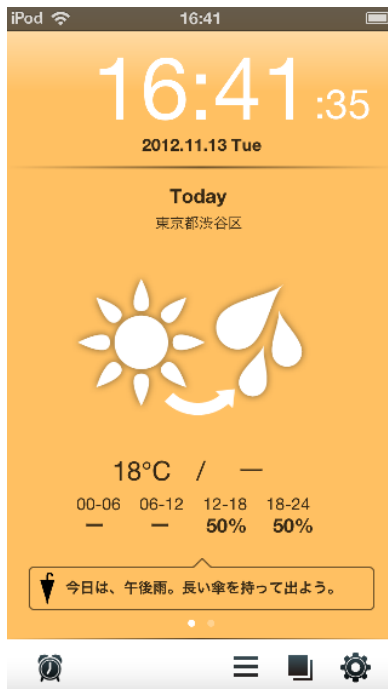 iPod 16:41
16:41:35
2012.11.13 Tue
Today
東京都渋谷区
18°C / —
00-06 06-12 12-18 18-24
— — 50% 50%
今日は、午後雨。長い傘を持って出よう。